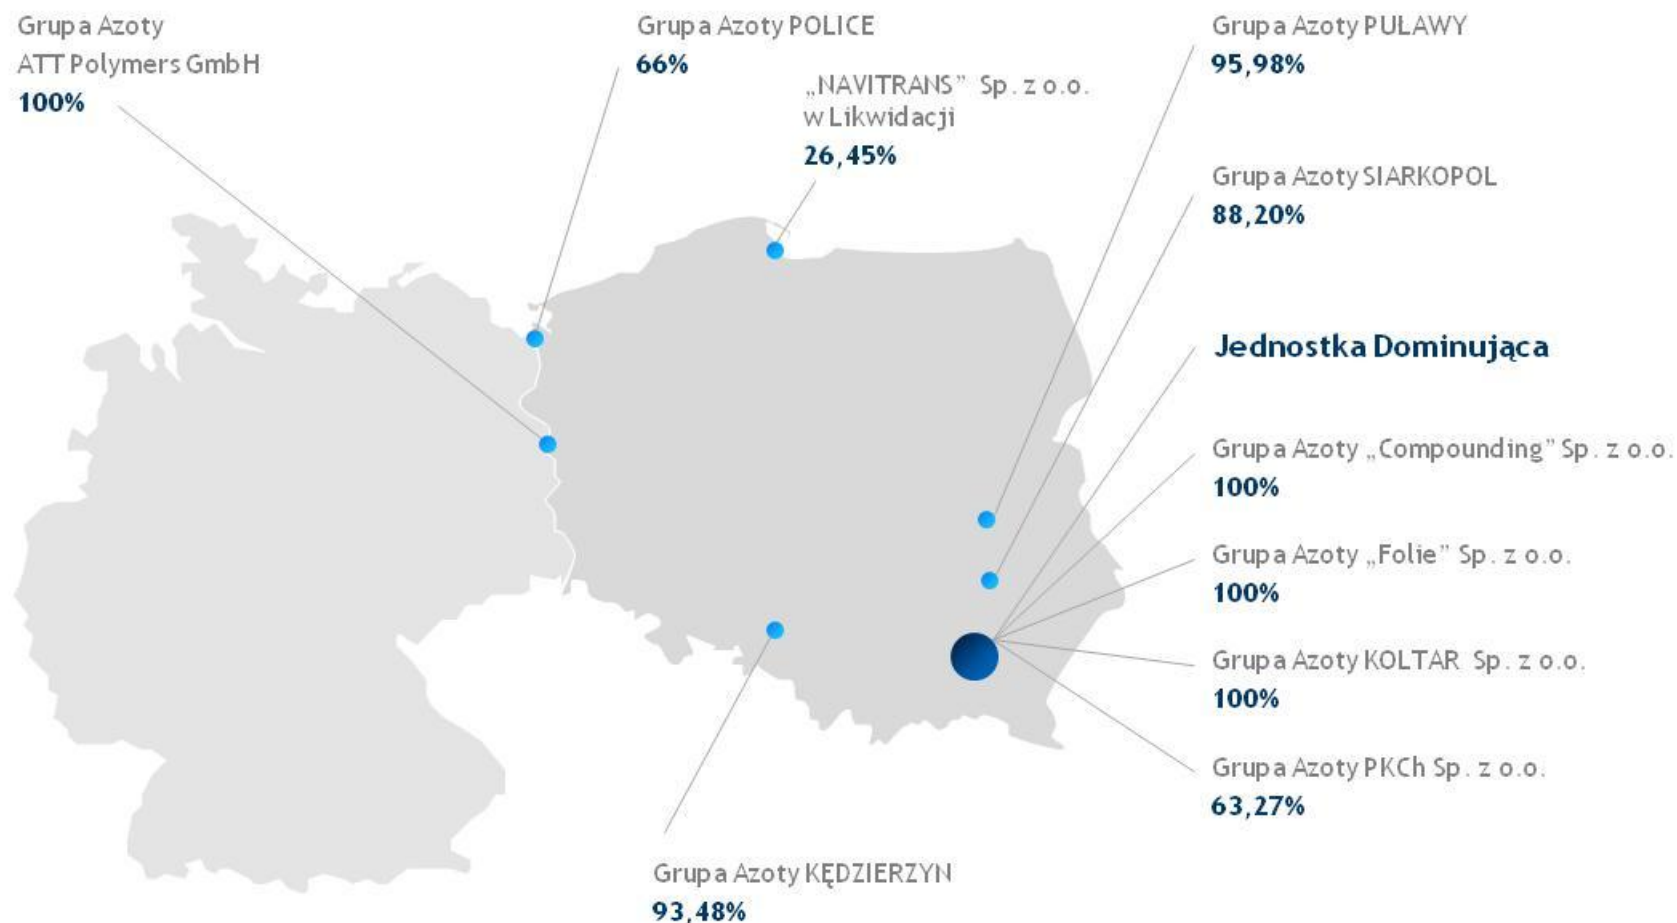 Grupa Azoty
ATT Polymers GmbH
100%
Grupa Azoty POLICE
66%
„NAVITRANS” Sp. z o.o.
w Likwidacji
26,45%
Grupa Azoty PUŁAWY
95,98%
Grupa Azoty SIARKOPOL
88,20%
Jednostka Dominująca
Grupa Azoty „Compounding” Sp. z o.o.
100%
Grupa Azoty „Folie” Sp. z o.o.
100%
Grupa Azoty KOLTAR Sp. z o.o.
100%
Grupa Azoty PKCh Sp. z o.o.
63,27%
Grupa Azoty KĘDZIERZYN
93,48%